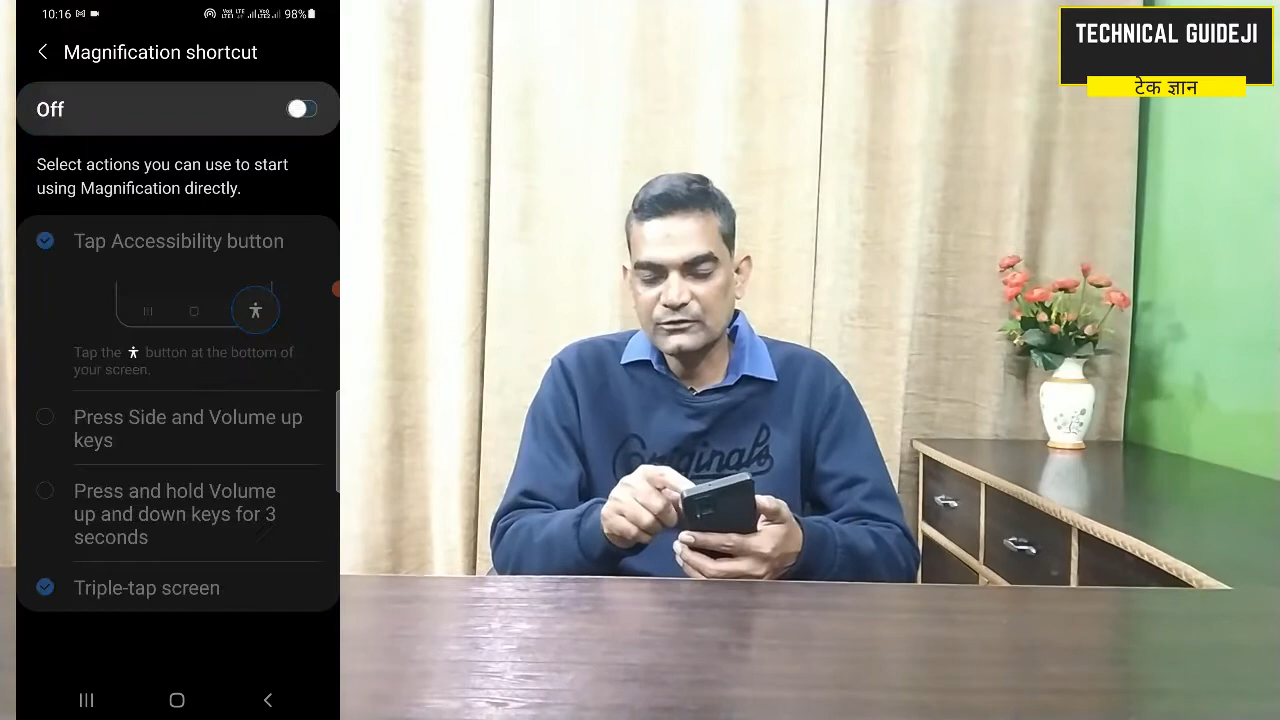 10:16
98%
Magnification shortcut
Off
Select actions you can use to start
using Magnification directly.
Tap Accessibility button
Tap the button at the bottom of
your screen.
Press Side and Volume up
keys
Press and hold Volume
up and down keys for 3
seconds
Triple-tap screen
Originals
TECHNICAL GUIDEJI
टेक ज्ञान